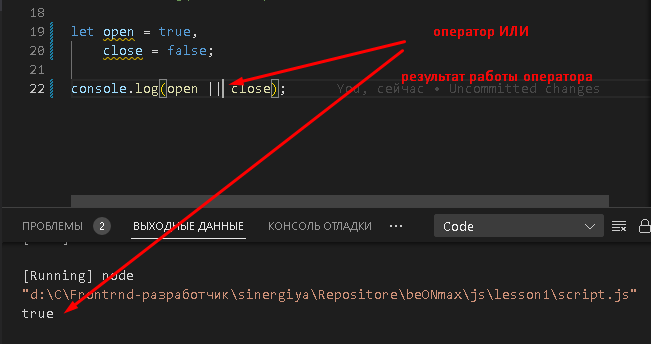 18
19 let open = true,
оператор ИЛИ
20 close = false;
21
результат работы оператора
22 console.log(open || close); You, сейчас • Uncommitted changes
ПРОБЛЕМЫ 2 ВЫХОДНЫЕ ДАННЫЕ КОНСОЛЬ ОТЛАДКИ ··· Code
[Running] node
"d:\C\Frontrnd-разработчик\sinergiya\Repositore\beONmax\js\lesson1\script.js"
true